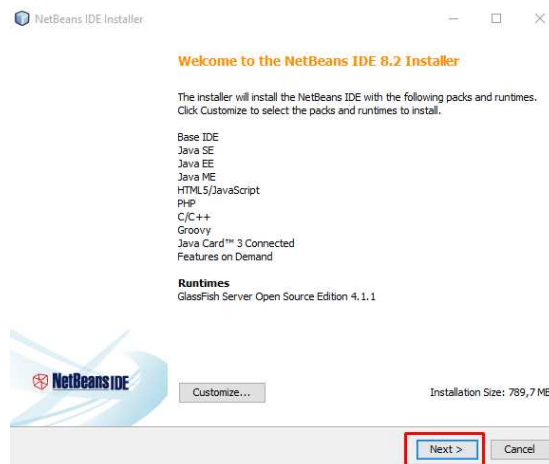 NetBeans IDE Installer
Welcome to the NetBeans IDE 8.2 Installer
The installer will install the NetBeans IDE with the following packs and runtimes.
Click Customize to select the packs and runtimes to install.
Base IDE
Java SE
Java EE
Java ME
HTML5/JavaScript
PHP
C/C++
Groovy
Java Card™ 3 Connected
Features on Demand
Runtimes
GlassFish Server Open Source Edition 4.1.1
NetBeans IDE
Customize...
Installation Size: 789,7 MB
Next >
Cancel